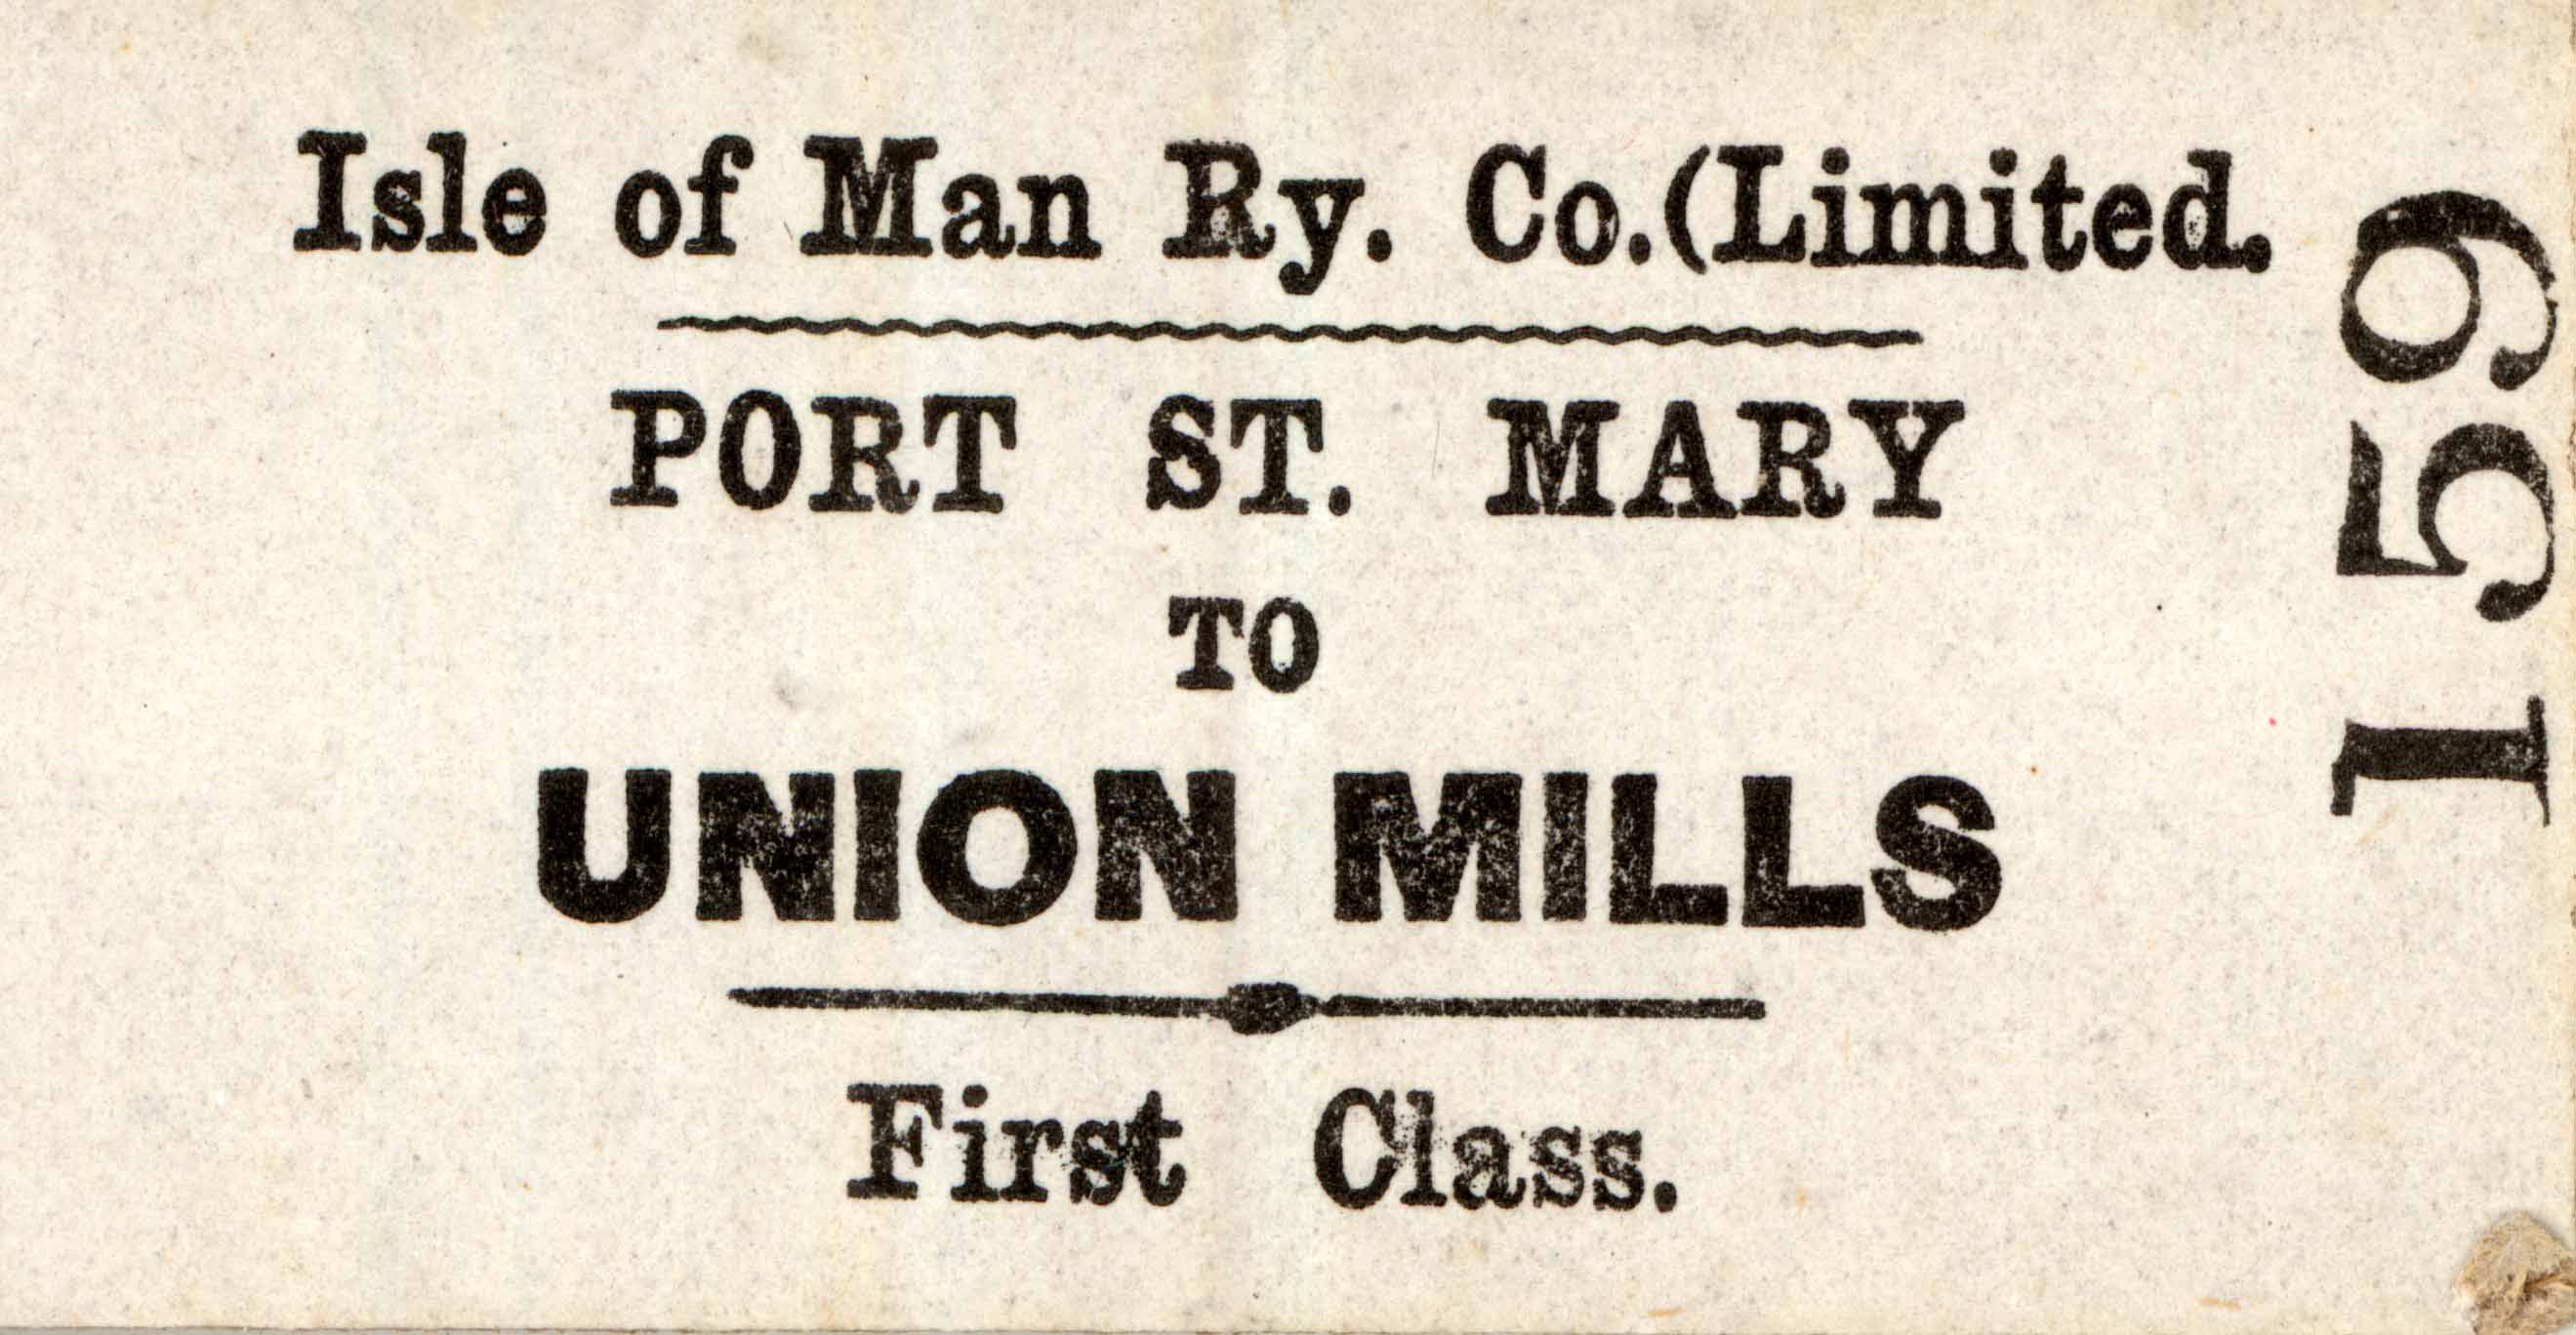 Isle of Man Ry. Co.(Limited.
PORT ST. MARY
TO
UNION MILLS
First Class.
159